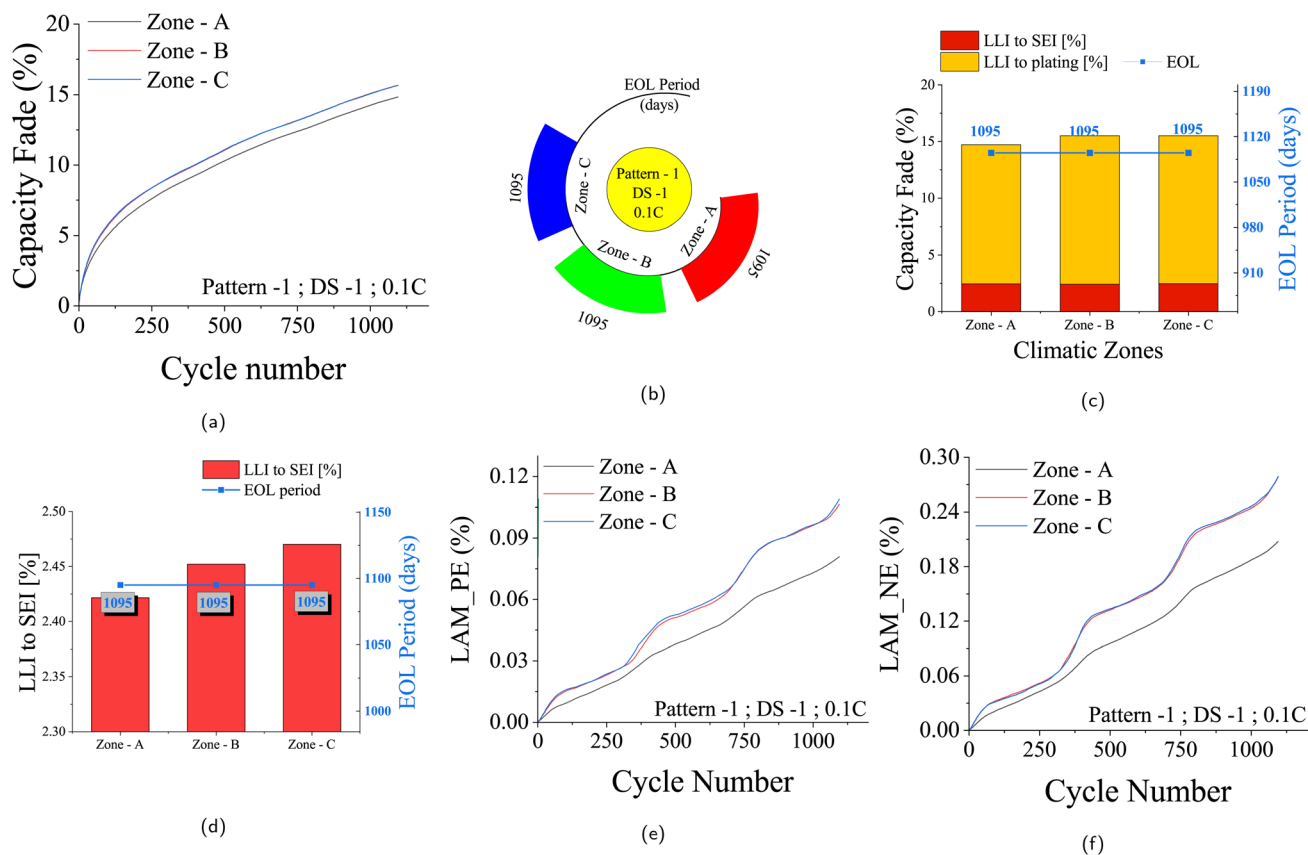 Zone - A
Zone - B
Zone - C
20
15
10
5
0
Capacity Fade (%)
Pattern -1 ; DS -1 ; 0.1C
0
250
500
750
1000
Cycle number
(a)
EOL Period
(days)
Pattern - 1
DS -1
0.1C
Zone - C
Zone - B
Zone - A
1095
1095
1095
(b)
LLI to SEI [%]
LLI to plating [%]
EOL
20
15
10
5
0
Capacity Fade (%)
1095
1095
1095
1190
1120
1050
980
910
EOL Period (days)
Zone - A
Zone - B
Zone - C
Climatic Zones
(c)
LLI to SEI [%]
EOL period
2.50
2.45
2.40
2.35
2.30
LLI to SEI [%]
1095
1095
1095
1150
1100
1050
1000
EOL Period (days)
Zone - A
Zone - B
Zone - C
(d)
Zone - A
Zone - B
Zone - C
0.12
0.09
0.06
0.03
0.00
LAM_PE (%)
Pattern -1 ; DS -1 ; 0.1C
0
250
500
750
1000
Cycle Number
(e)
Zone - A
Zone - B
Zone - C
0.30
0.24
0.18
0.12
0.06
0.00
LAM_NE (%)
Pattern -1 ; DS -1 ; 0.1C
0
250
500
750
1000
Cycle Number
(f)